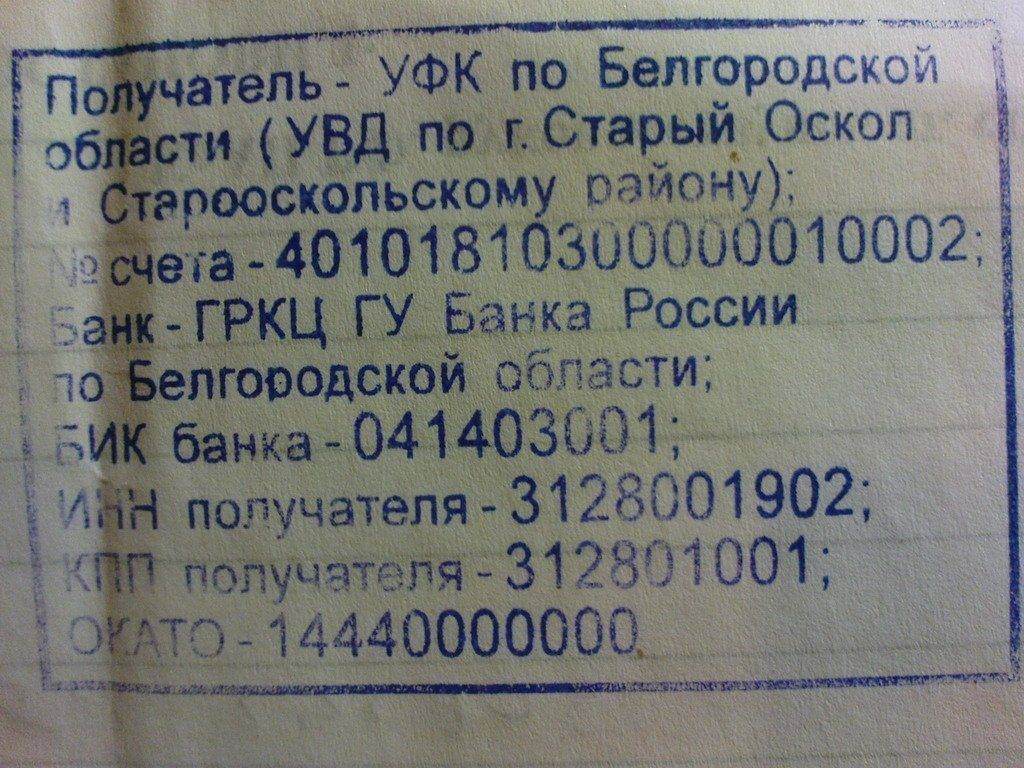 Получатель - УФК по Белгородской
области (УВД по г. Старый Оскол
и Старооскольскому району);
№ счета - 40101810300000010002;
Банк - ГРКЦ ГУ Банка России
по Белгородской области;
БИК банка - 041403001;
ИНН получателя - 3128001902;
КПП получателя - 312801001;
ОКАТО - 14440000000